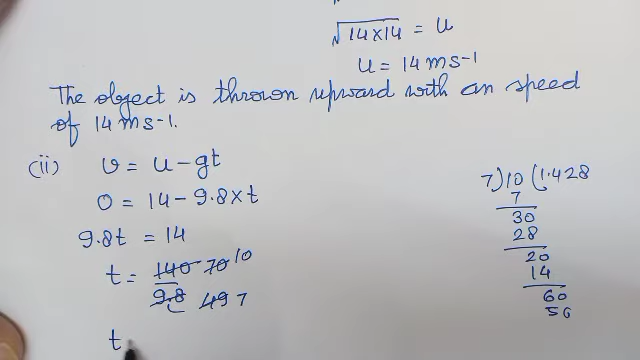 √14×14 = u
u = 14 ms-1
The object is thrown upward with an speed
of 14 ms-1.
(ii) v = u - gt
0 = 14 - 9.8×t
9.8t = 14
t = 140 70 10
9.8 49 7
t
7) 10 (1.428
7
30
28
20
14
60
56